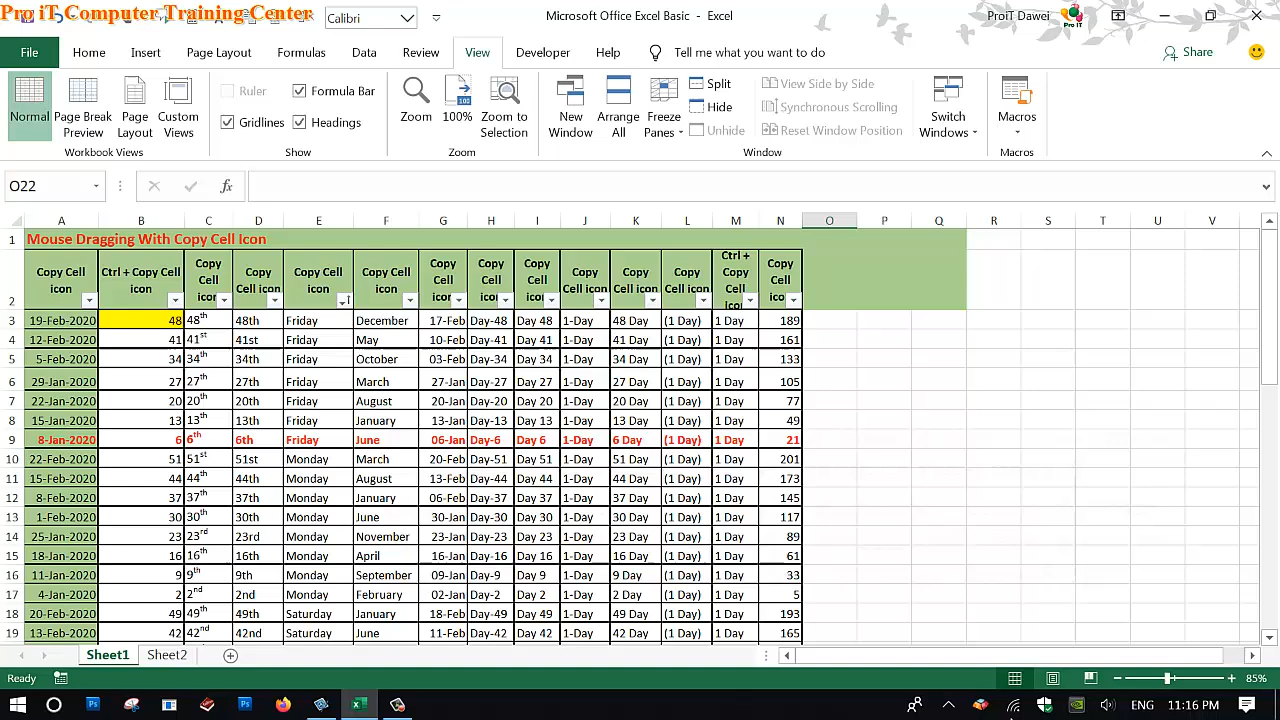 Pro iT Computer Training Center
Calibri
Microsoft Office Excel Basic - Excel
ProiT Dawei
Pro IT
File Home Insert Page Layout Formulas Data Review View Developer Help Tell me what you want to do Share
Normal
Page Break Preview
Page Layout
Custom Views
Workbook Views
Ruler
Formula Bar
Gridlines
Headings
Show
Zoom
100
100%
Zoom to Selection
Zoom
New Window
Arrange All
Freeze Panes
Split
Hide
Unhide
View Side by Side
Synchronous Scrolling
Reset Window Position
Switch Windows
Window
Macros
Macros
O22
fx
A B C D E F G H I J K L M N O P Q R S T U V
1 Mouse Dragging With Copy Cell Icon
2 Copy Cell icon Ctrl + Copy Cell icon Copy Cell icon Copy Cell icon Copy Cell icon Copy Cell icon Copy Cell icon Copy Cell icon Copy Cell icon Copy Cell icon Copy Cell icon Copy Cell icon Ctrl + Copy Cell icon Copy Cell icon
3 19-Feb-2020 48 48th 48th Friday December 17-Feb Day-48 Day 48 1-Day 48 Day (1 Day) 1 Day 189
4 12-Feb-2020 41 41st 41st Friday May 10-Feb Day-41 Day 41 1-Day 41 Day (1 Day) 1 Day 161
5 5-Feb-2020 34 34th 34th Friday October 03-Feb Day-34 Day 34 1-Day 34 Day (1 Day) 1 Day 133
6 29-Jan-2020 27 27th 27th Friday March 27-Jan Day-27 Day 27 1-Day 27 Day (1 Day) 1 Day 105
7 22-Jan-2020 20 20th 20th Friday August 20-Jan Day-20 Day 20 1-Day 20 Day (1 Day) 1 Day 77
8 15-Jan-2020 13 13th 13th Friday January 13-Jan Day-13 Day 13 1-Day 13 Day (1 Day) 1 Day 49
9 8-Jan-2020 6 6th 6th Friday June 06-Jan Day-6 Day 6 1-Day 6 Day (1 Day) 1 Day 21
10 22-Feb-2020 51 51st 51st Monday March 20-Feb Day-51 Day 51 1-Day 51 Day (1 Day) 1 Day 201
11 15-Feb-2020 44 44th 44th Monday August 13-Feb Day-44 Day 44 1-Day 44 Day (1 Day) 1 Day 173
12 8-Feb-2020 37 37th 37th Monday January 06-Feb Day-37 Day 37 1-Day 37 Day (1 Day) 1 Day 145
13 1-Feb-2020 30 30th 30th Monday June 30-Jan Day-30 Day 30 1-Day 30 Day (1 Day) 1 Day 117
14 25-Jan-2020 23 23rd 23rd Monday November 23-Jan Day-23 Day 23 1-Day 23 Day (1 Day) 1 Day 89
15 18-Jan-2020 16 16th 16th Monday April 16-Jan Day-16 Day 16 1-Day 16 Day (1 Day) 1 Day 61
16 11-Jan-2020 9 9th 9th Monday September 09-Jan Day-9 Day 9 1-Day 9 Day (1 Day) 1 Day 33
17 4-Jan-2020 2 2nd 2nd Monday February 02-Jan Day-2 Day 2 1-Day 2 Day (1 Day) 1 Day 5
18 20-Feb-2020 49 49th 49th Saturday January 18-Feb Day-49 Day 49 1-Day 49 Day (1 Day) 1 Day 193
19 13-Feb-2020 42 42nd 42nd Saturday June 11-Feb Day-42 Day 42 1-Day 42 Day (1 Day) 1 Day 165
Sheet1 Sheet2
Ready
85%
ENG 11:16 PM